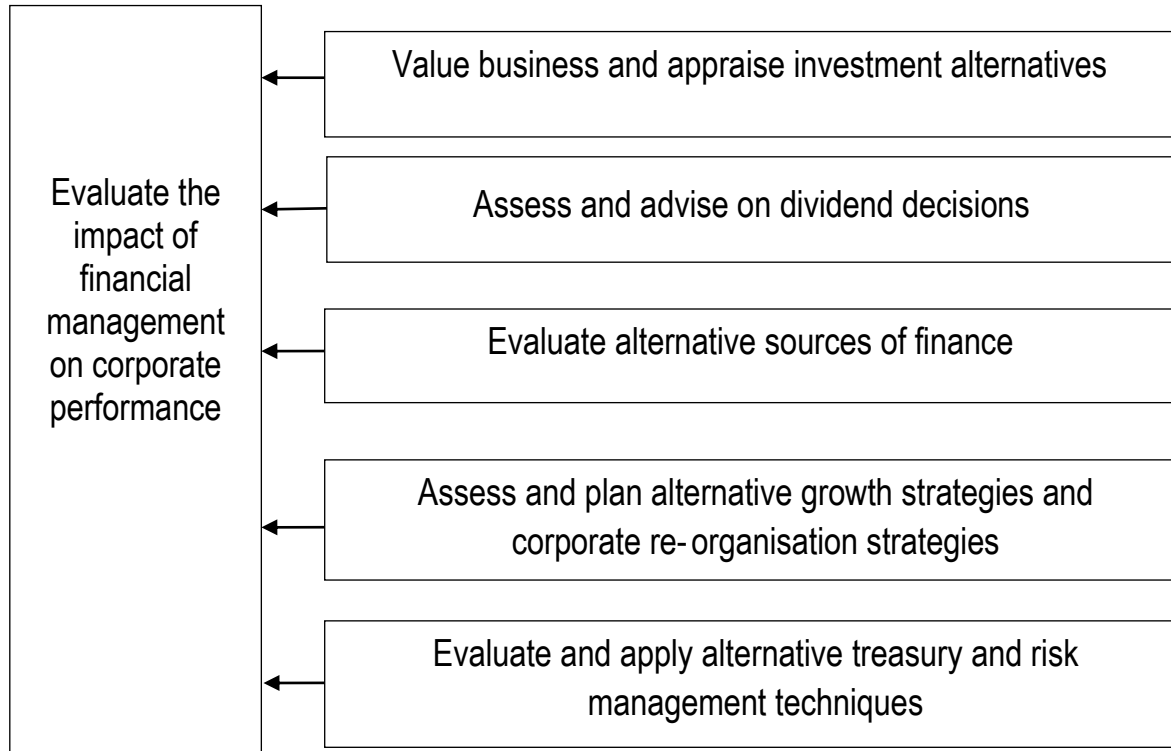 Evaluate the
impact of
financial
management
on corporate
performance
Value business and appraise investment alternatives
Assess and advise on dividend decisions
Evaluate alternative sources of finance
Assess and plan alternative growth strategies and
corporate re-organisation strategies
Evaluate and apply alternative treasury and risk
management techniques